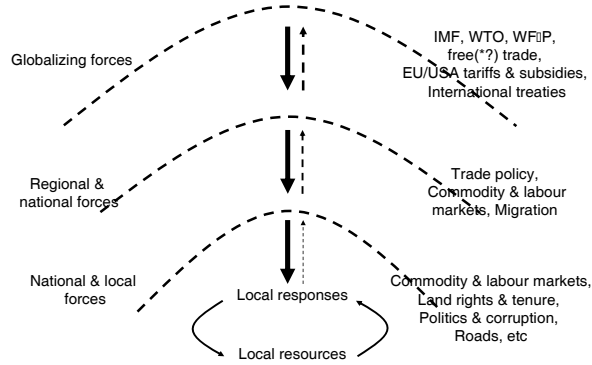 Globalizing forces
IMF, WTO, WF▯P,
free(*?) trade,
EU/USA tariffs & subsidies,
International treaties
Regional &
national forces
Trade policy,
Commodity & labour
markets, Migration
National & local
forces
Commodity & labour markets,
Land rights & tenure,
Politics & corruption,
Roads, etc
Local responses
Local resources